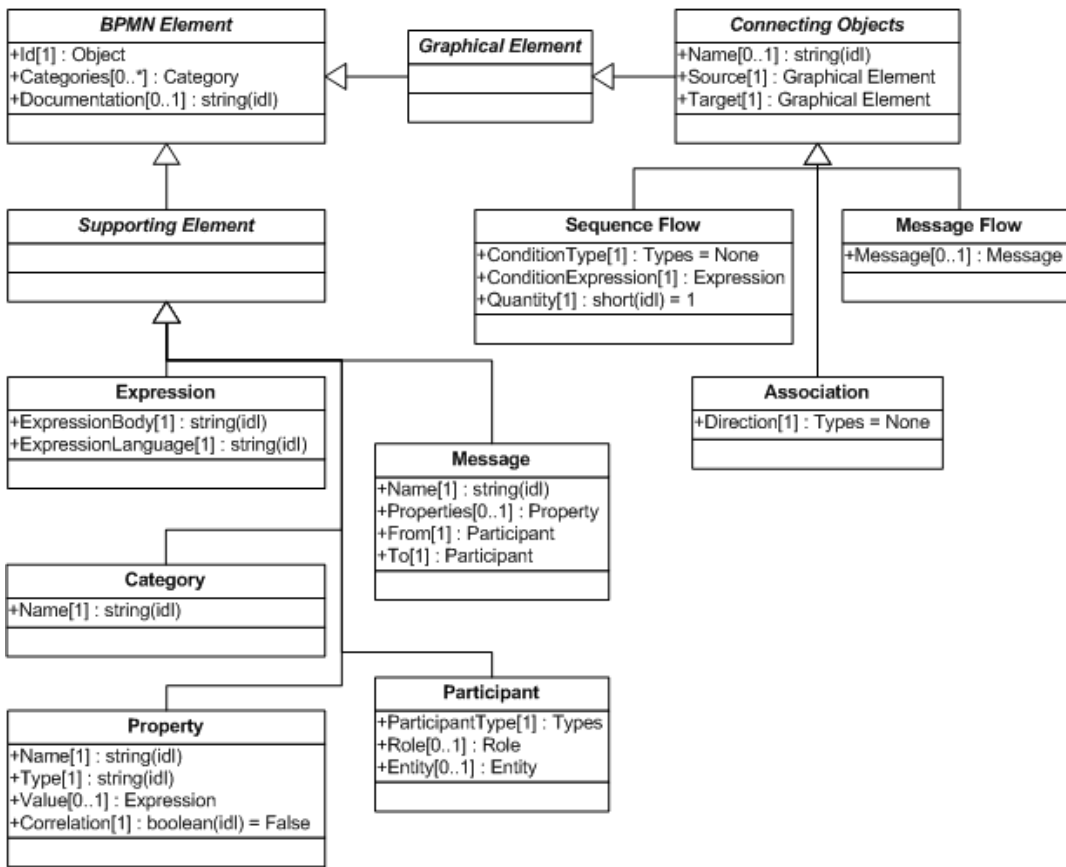 BPMN Element
+Id[1] : Object
+Categories[0..*] : Category
+Documentation[0..1] : string(idl)
Graphical Element
Connecting Objects
+Name[0..1] : string(idl)
+Source[1] : Graphical Element
+Target[1] : Graphical Element
Supporting Element
Sequence Flow
+ConditionType[1] : Types = None
+ConditionExpression[1] : Expression
+Quantity[1] : short(idl) = 1
Message Flow
+Message[0..1] : Message
Expression
+ExpressionBody[1] : string(idl)
+ExpressionLanguage[1] : string(idl)
Association
+Direction[1] : Types = None
Message
+Name[1] : string(idl)
+Properties[0..1] : Property
+From[1] : Participant
+To[1] : Participant
Category
+Name[1] : string(idl)
Participant
+ParticipantType[1] : Types
+Role[0..1] : Role
+Entity[0..1] : Entity
Property
+Name[1] : string(idl)
+Type[1] : string(idl)
+Value[0..1] : Expression
+Correlation[1] : boolean(idl) = False